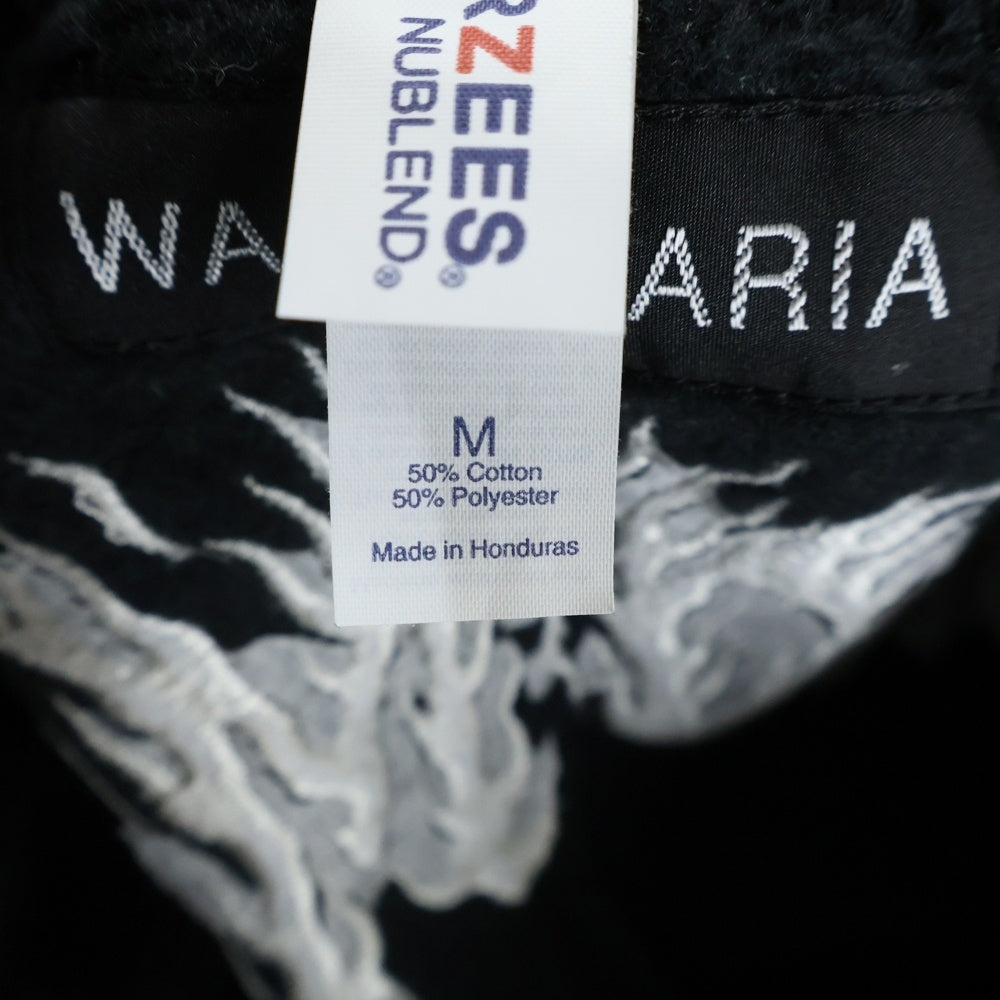 RZEES®
NUBLEND®
WA ARIA
M
50% Cotton
50% Polyester
Made in Honduras